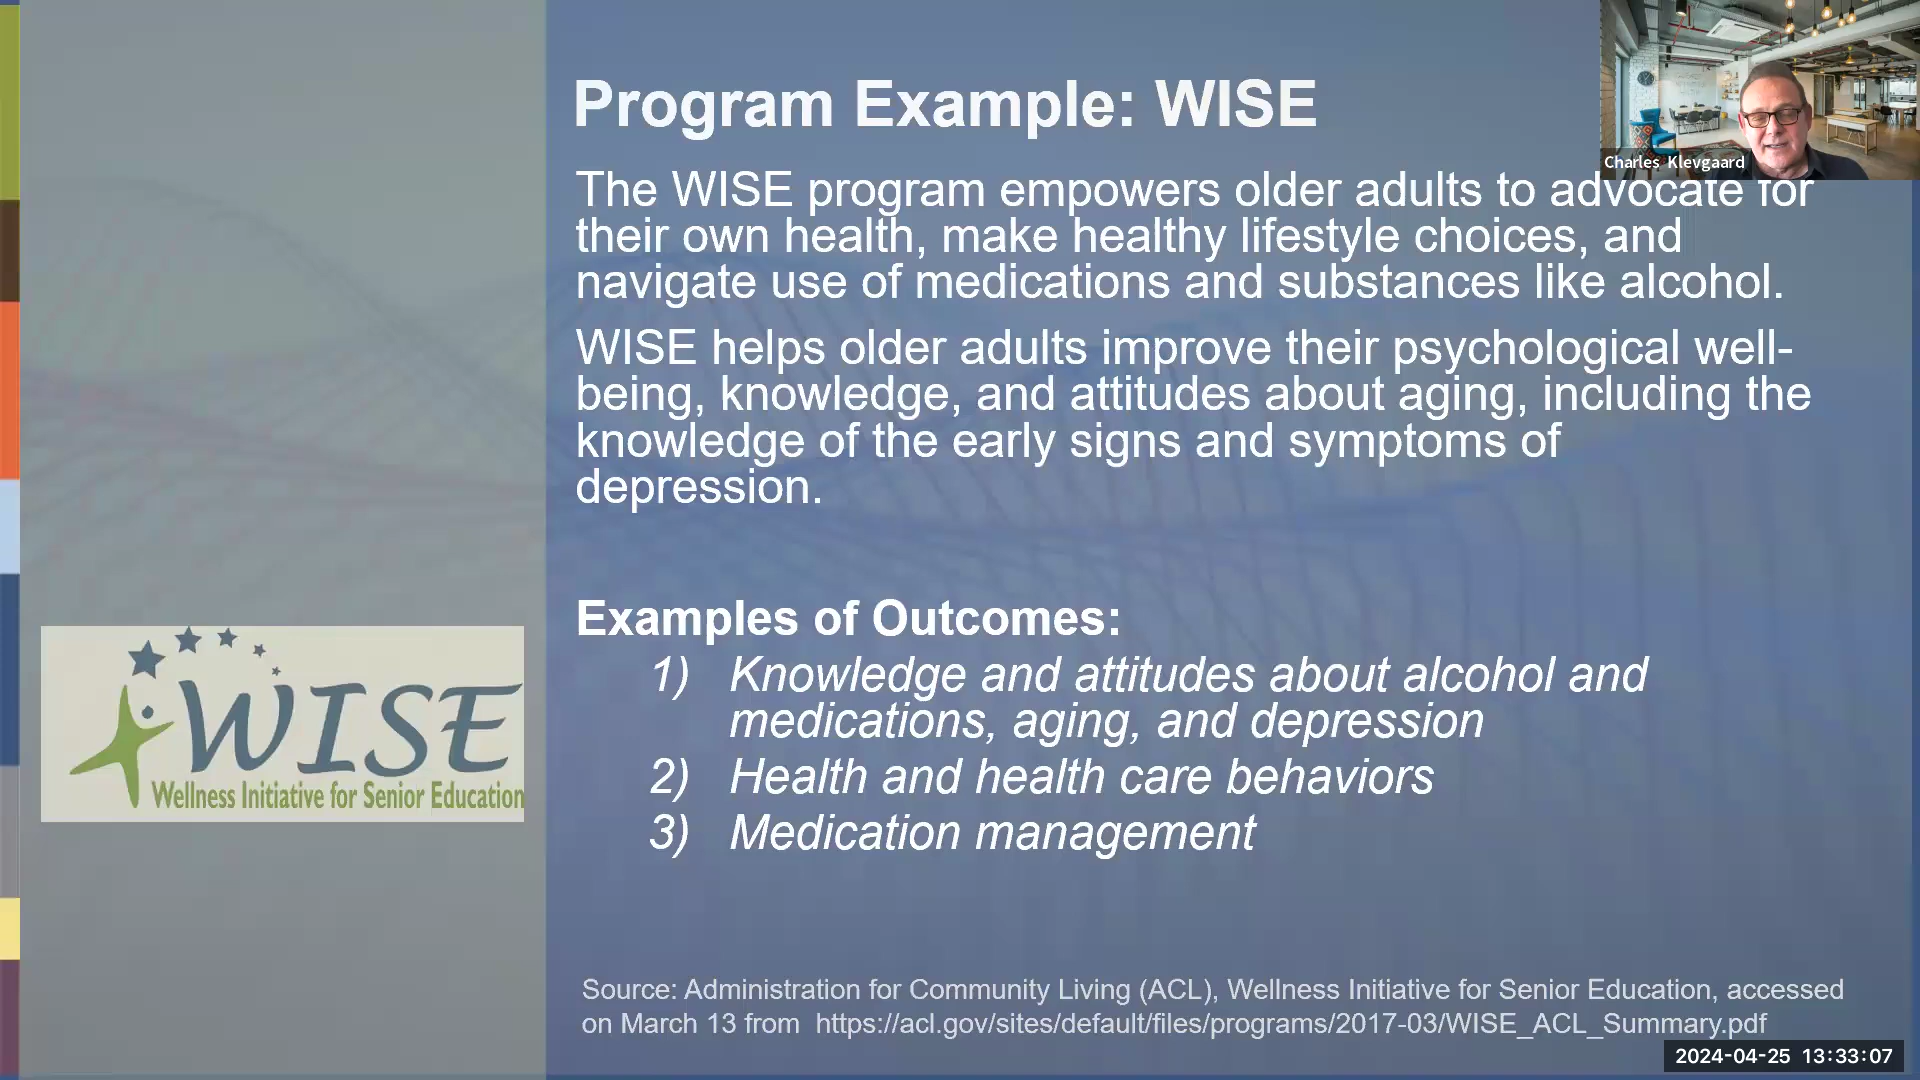 Program Example: WISE
Charles Klevgaard
The WISE program empowers older adults to advocate for
their own health, make healthy lifestyle choices, and
navigate use of medications and substances like alcohol.
WISE helps older adults improve their psychological well-
being, knowledge, and attitudes about aging, including the
knowledge of the early signs and symptoms of
depression.
Examples of Outcomes:
1) Knowledge and attitudes about alcohol and
medications, aging, and depression
2) Health and health care behaviors
3) Medication management
WISE
Wellness Initiative for Senior Education
Source: Administration for Community Living (ACL), Wellness Initiative for Senior Education, accessed
on March 13 from https://acl.gov/sites/default/files/programs/2017-03/WISE_ACL_Summary.pdf
2024-04-25 13:33:07